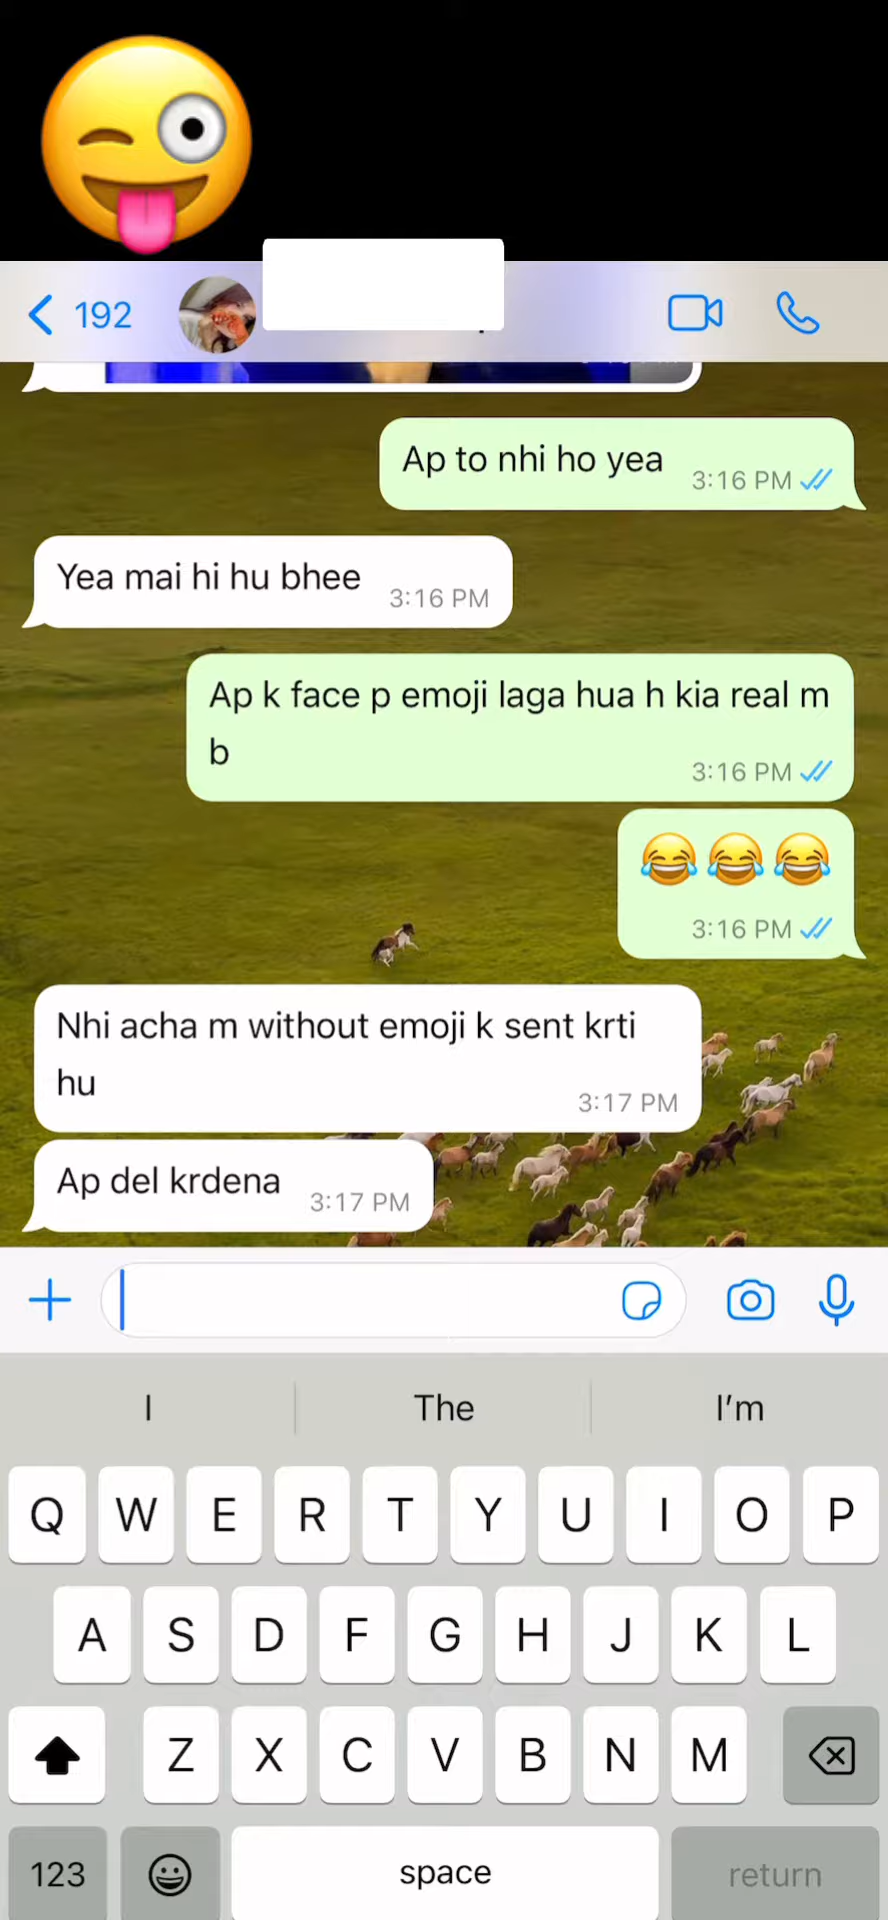 192
Ap to nhi ho yea
3:16 PM
Yea mai hi hu bhee
3:16 PM
Ap k face p emoji laga hua h kia real m
b
3:16 PM
😂😂😂
3:16 PM
Nhi acha m without emoji k sent krti
hu
3:17 PM
Ap del krdena
3:17 PM
I The I'm
Q W E R T Y U I O P
A S D F G H J K L
Z X C V B N M
123 space return